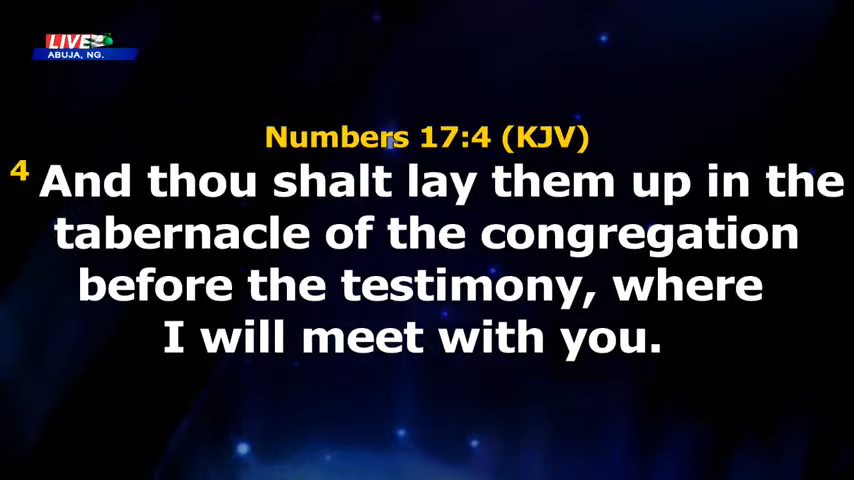 LIVE
ABUJA, NG.
Numbers 17:4 (KJV)
4 And thou shalt lay them up in the
tabernacle of the congregation
before the testimony, where
I will meet with you.